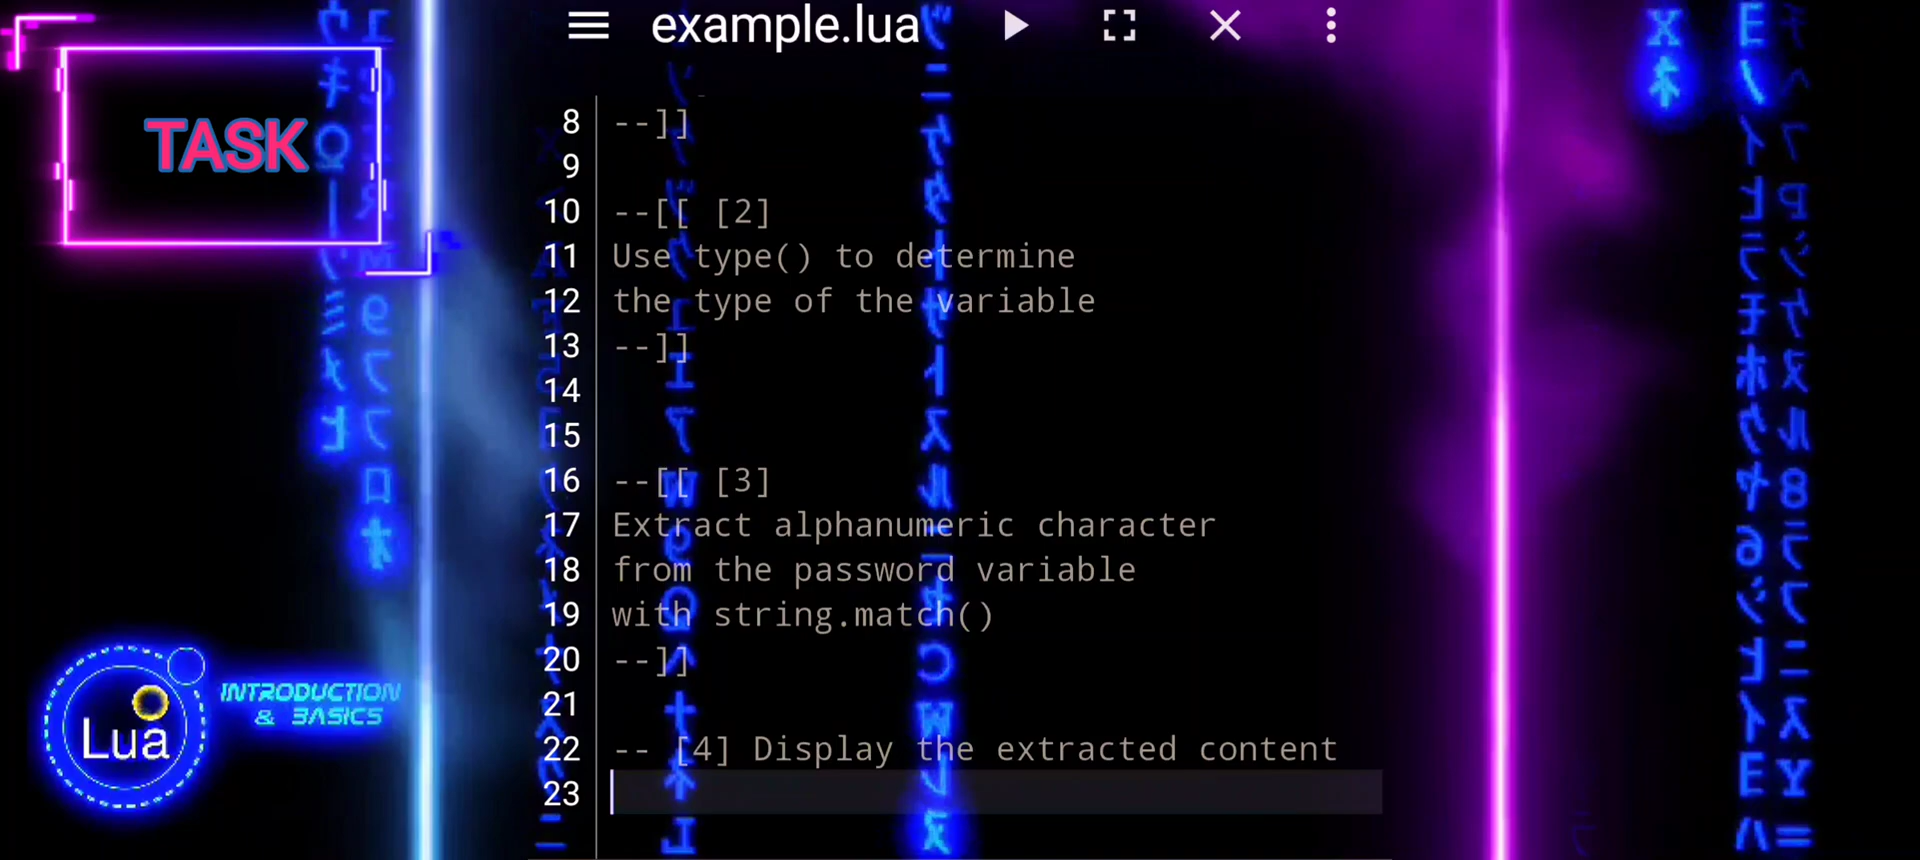 TASK
example.lua
8 --]]
9
10 --[[ [2]
11 Use type() to determine
12 the type of the variable
13 --]]
14
15
16 --[[ [3]
17 Extract alphanumeric character
18 from the password variable
19 with string.match()
20 --]]
21
22 -- [4] Display the extracted content
23
Lua
INTRODUCTION
& BASICS